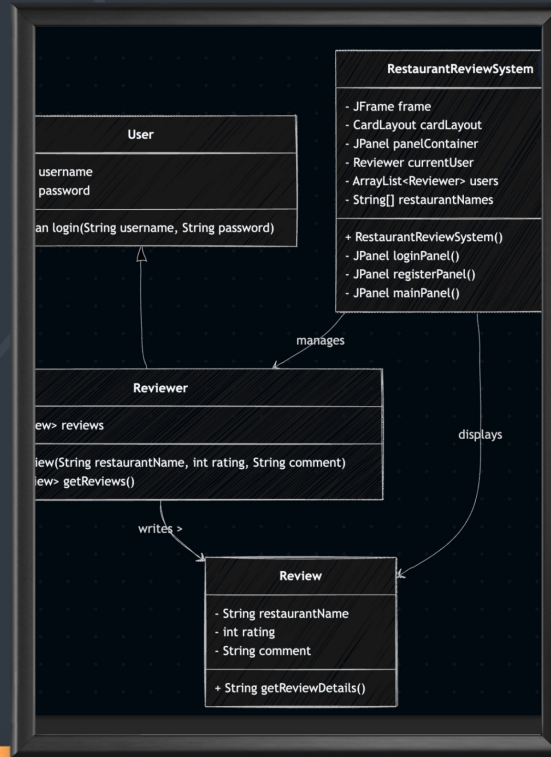 RestaurantReviewSystem
- JFrame frame
- CardLayout cardLayout
- JPanel panelContainer
- Reviewer currentUser
- ArrayList<Reviewer> users
- String[] restaurantNames
+ RestaurantReviewSystem()
- JPanel loginPanel()
- JPanel registerPanel()
- JPanel mainPanel()
User
username
password
an login(String username, String password)
manages
Reviewer
ew> reviews
iew(String restaurantName, int rating, String comment)
iew> getReviews()
displays
writes >
Review
- String restaurantName
- int rating
- String comment
+ String getReviewDetails()